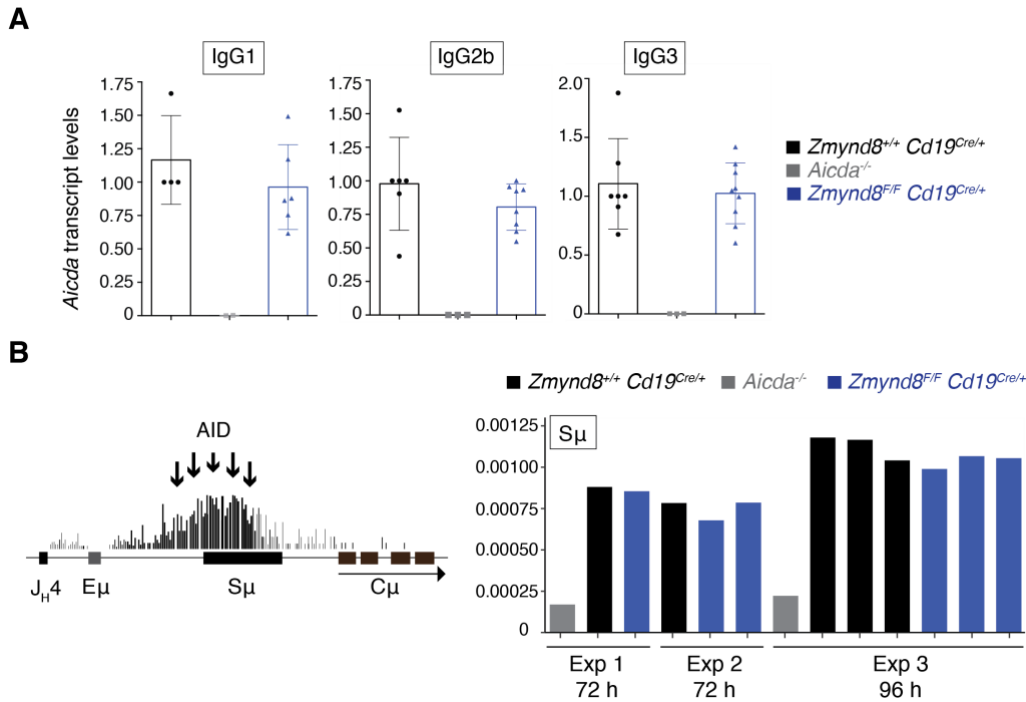 A
IgG1
IgG2b
IgG3
Aicda transcript levels
1.75
1.50
1.25
1.00
0.75
0.50
0.25
0
1.75
1.50
1.25
1.00
0.75
0.50
0.25
0
2.0
1.5
1.0
0.5
0
Zmynd8+/+ Cd19Cre/+
Aicda-/-
Zmynd8F/F Cd19Cre/+
B
Zmynd8+/+ Cd19Cre/+ Aicda-/- Zmynd8F/F Cd19Cre/+
AID
JH4 Eμ Sμ Cμ
Sμ
0.00125
0.00100
0.00075
0.00050
0.00025
0
Exp 1 Exp 2 Exp 3
72 h 72 h 96 h